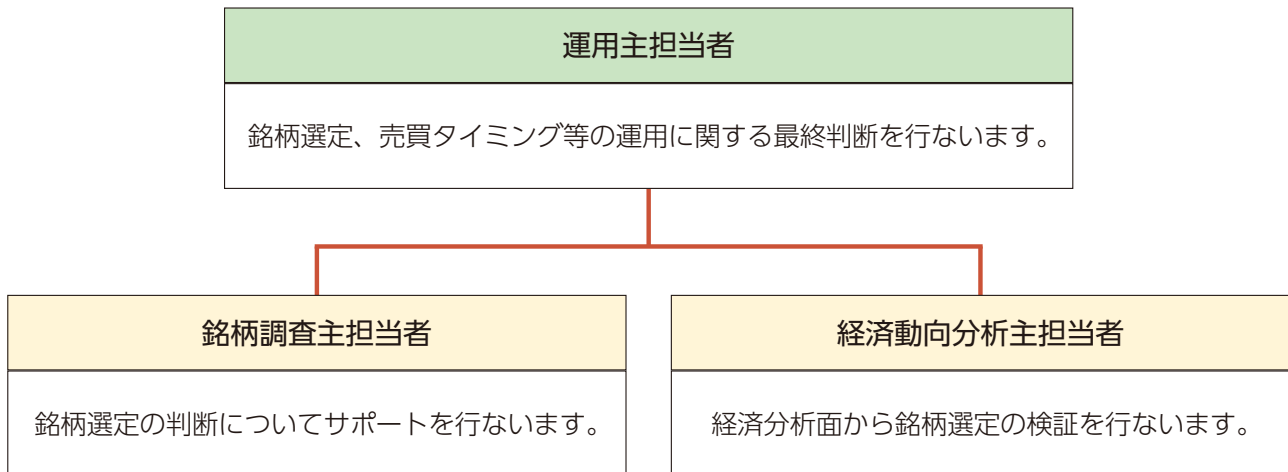 運用主担当者
銘柄選定、売買タイミング等の運用に関する最終判断を行ないます。
銘柄調査主担当者
銘柄選定の判断についてサポートを行ないます。
経済動向分析主担当者
経済分析面から銘柄選定の検証を行ないます。